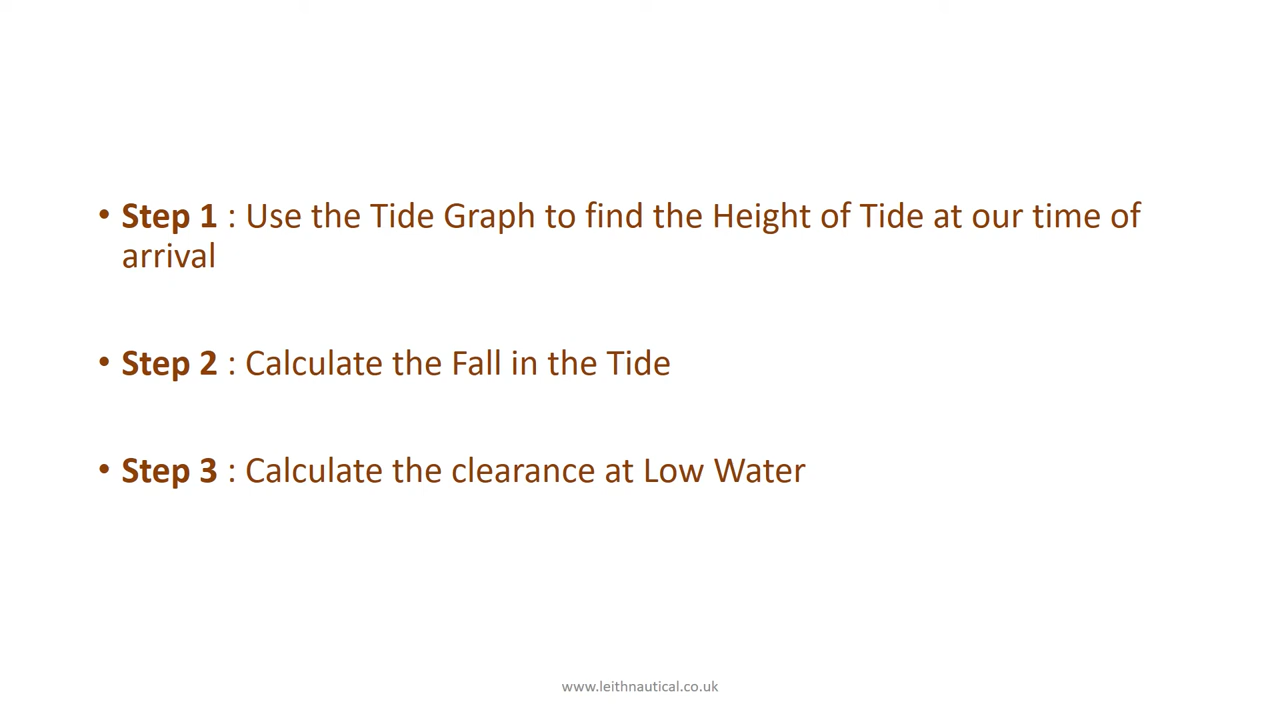 • Step 1 : Use the Tide Graph to find the Height of Tide at our time of
arrival
• Step 2 : Calculate the Fall in the Tide
• Step 3 : Calculate the clearance at Low Water
www.leithnautical.co.uk